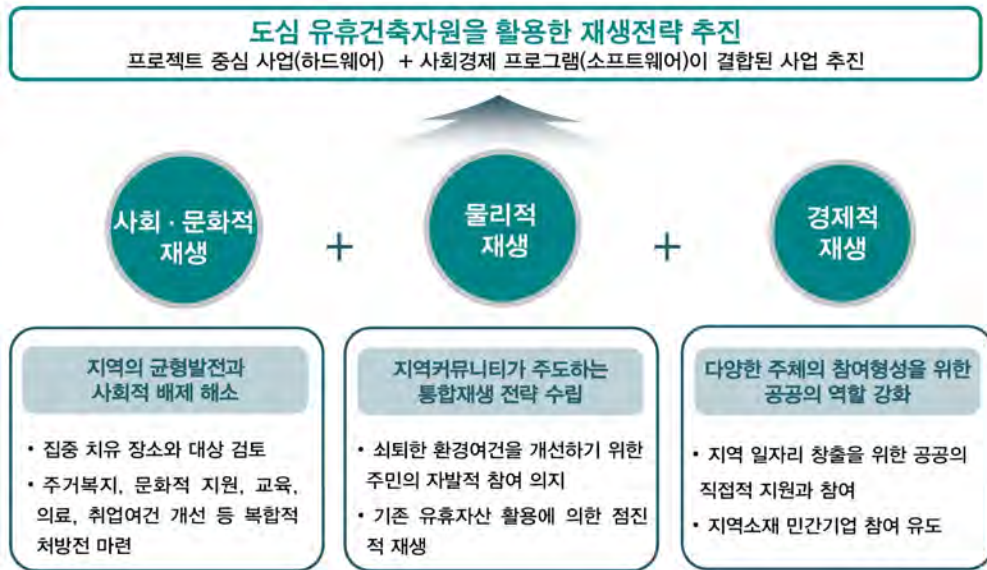 도심 유휴건축자원을 활용한 재생전략 추진
프로젝트 중심 사업(하드웨어) + 사회경제 프로그램(소프트웨어)이 결합된 사업 추진
사회 · 문화적
재생
+
물리적
재생
+
경제적
재생
지역의 균형발전과
사회적 배제 해소
• 집중 치유 장소와 대상 검토
• 주거복지, 문화적 지원, 교육,
의료, 취업여건 개선 등 복합적
처방전 마련
지역커뮤니티가 주도하는
통합재생 전략 수립
• 쇠퇴한 환경여건을 개선하기 위한
주민의 자발적 참여 의지
• 기존 유휴자산 활용에 의한 점진
적 재생
다양한 주체의 참여형성을 위한
공공의 역할 강화
• 지역 일자리 창출을 위한 공공의
직접적 지원과 참여
• 지역소재 민간기업 참여 유도